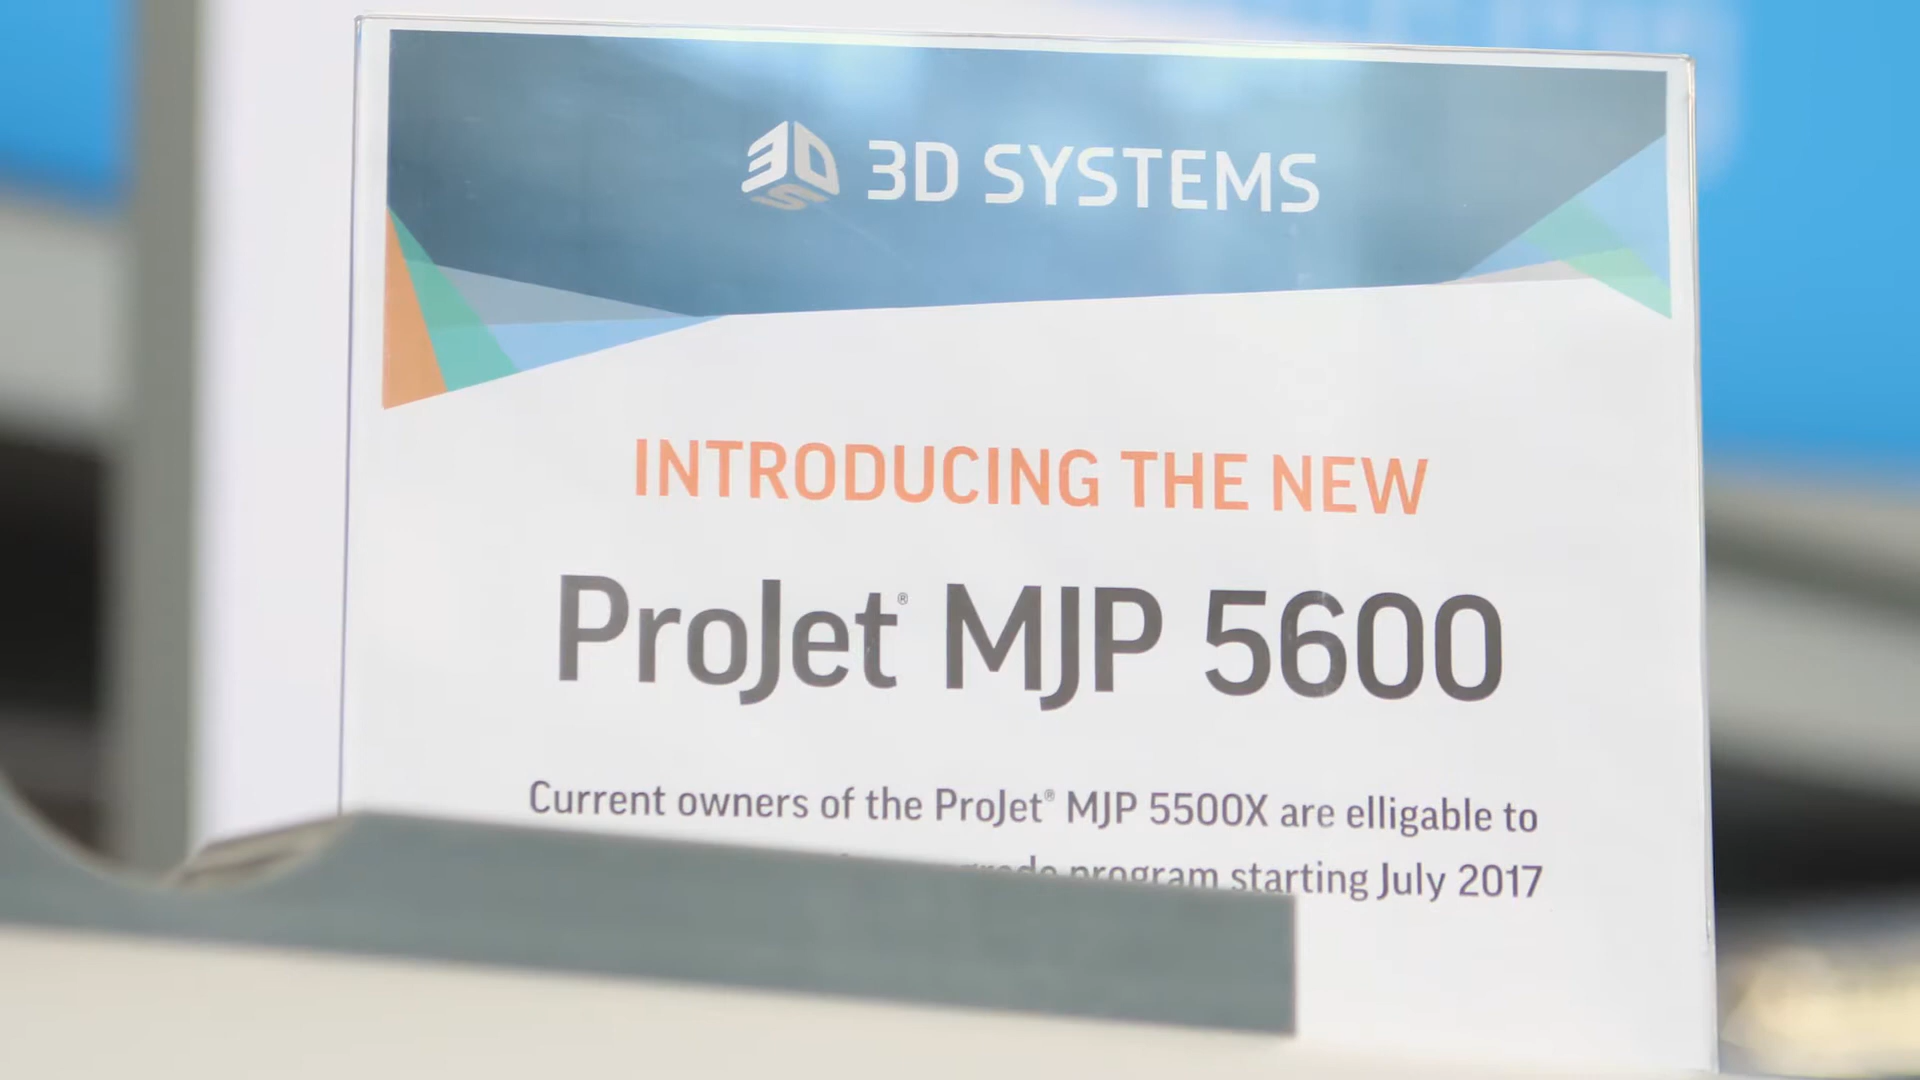 3D SYSTEMS
INTRODUCING THE NEW
ProJet® MJP 5600
Current owners of the ProJet® MJP 5500X are elligable to
program starting July 2017